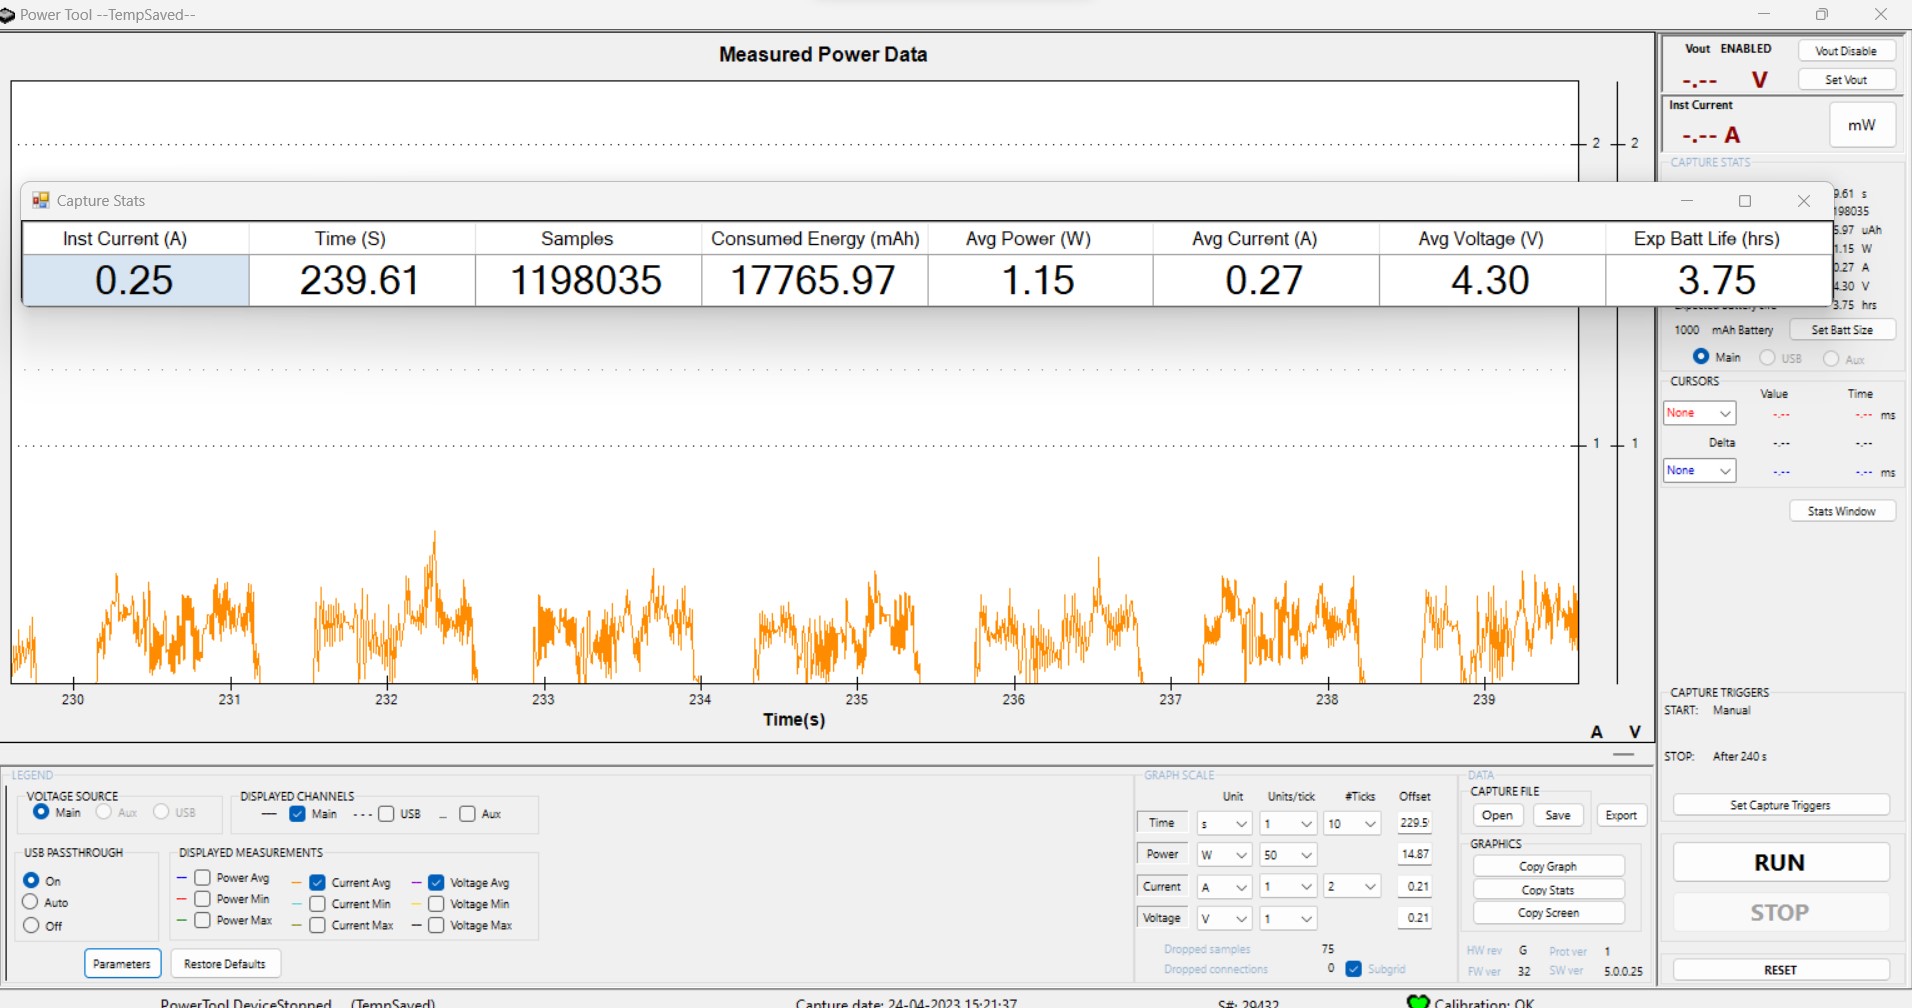 Power Tool --TempSaved--
Measured Power Data
2 2
Capture Stats
Inst Current (A) Time (S) Samples Consumed Energy (mAh) Avg Power (W) Avg Current (A) Avg Voltage (V) Exp Batt Life (hrs)
0.25 239.61 1198035 17765.97 1.15 0.27 4.30 3.75
1 1
230 231 232 233 234 235 236 237 238 239
Time(s)
A V
Vout ENABLED Vout Disable
-.-- V Set Vout
Inst Current
-.-- A mW
CAPTURE STATS
9.61 s
198035
5.97 uAh
1.15 W
0.27 A
4.30 V
3.75 hrs
1000 mAh Battery Set Batt Size
Main USB Aux
CURSORS
Value Time
None -.-- -.-- ms
Delta -.-- -.--
None -.-- -.-- ms
Stats Window
CAPTURE TRIGGERS
START: Manual
STOP: After 240 s
Set Capture Triggers
RUN
STOP
RESET
LEGEND
VOLTAGE SOURCE
Main Aux USB
DISPLAYED CHANNELS
Main USB Aux
USB PASSTHROUGH
On
Auto
Off
DISPLAYED MEASUREMENTS
Power Avg Current Avg Voltage Avg
Power Min Current Min Voltage Min
Power Max Current Max Voltage Max
Parameters Restore Defaults
GRAPH SCALE
Unit Units/tick #Ticks Offset
Time s 1 10 229.5
Power W 50 14.87
Current A 1 2 0.21
Voltage V 1 0.21
Dropped samples 75
Dropped connections 0 Subgrid
DATA
CAPTURE FILE
Open Save Export
GRAPHICS
Copy Graph
Copy Stats
Copy Screen
HW rev G Prot ver 1
FW ver 32 SW ver 5.0.0.25
PowerTool DeviceStopped (TempSaved) Capture date: 24-04-2023 15:21:37 S#: 29432 Calibration: OK